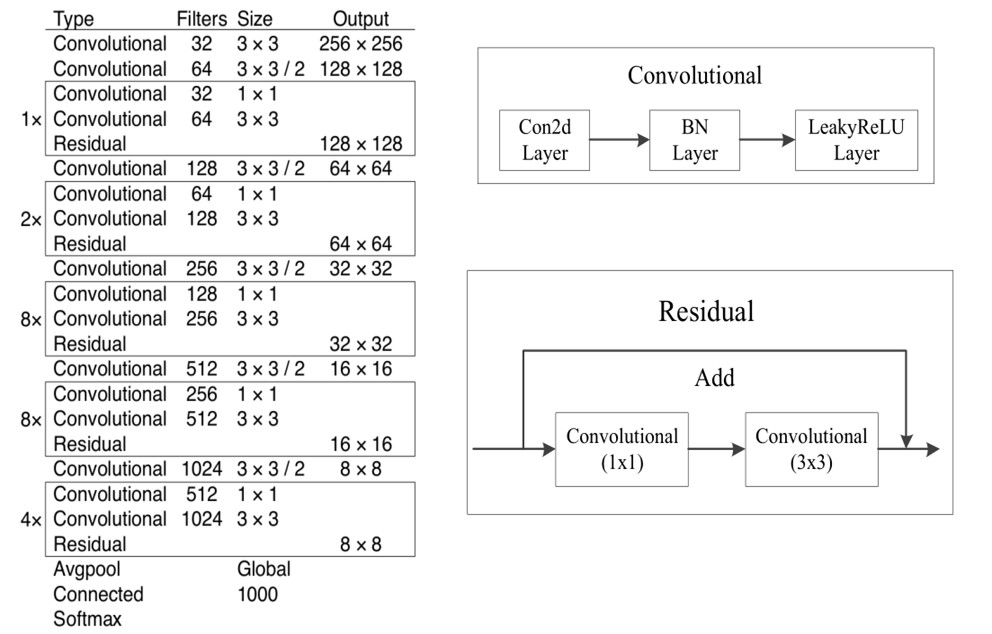 Type Filters Size Output
Convolutional 32 3 × 3 256 × 256
Convolutional 64 3 × 3 / 2 128 × 128
Convolutional 32 1 × 1
1× Convolutional 64 3 × 3
Residual 128 × 128
Convolutional 128 3 × 3 / 2 64 × 64
Convolutional 64 1 × 1
2× Convolutional 128 3 × 3
Residual 64 × 64
Convolutional 256 3 × 3 / 2 32 × 32
Convolutional 128 1 × 1
8× Convolutional 256 3 × 3
Residual 32 × 32
Convolutional 512 3 × 3 / 2 16 × 16
Convolutional 256 1 × 1
8× Convolutional 512 3 × 3
Residual 16 × 16
Convolutional 1024 3 × 3 / 2 8 × 8
Convolutional 512 1 × 1
4× Convolutional 1024 3 × 3
Residual 8 × 8
Avgpool Global
Connected 1000
Softmax
Convolutional
Con2d
Layer
BN
Layer
LeakyReLU
Layer
Residual
Add
Convolutional
(1x1)
Convolutional
(3x3)